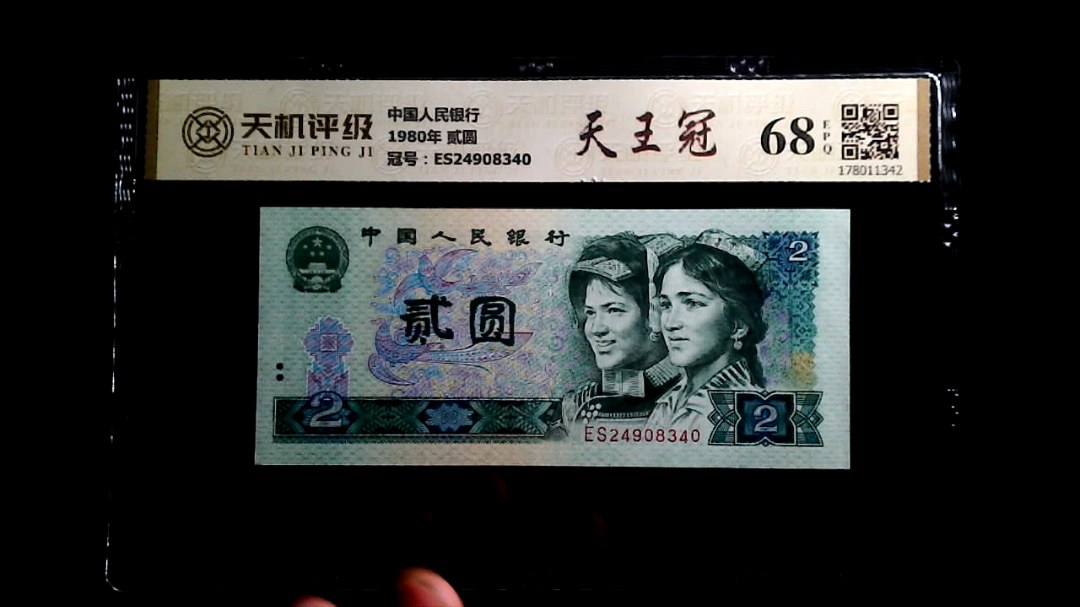 天机评级
TIAN JI PING JI
中国人民银行
1980年 贰圆
冠号：ES24908340
天王冠
68
EPQ
178011342
中国人民银行
2
贰圆
2
2
ES24908340